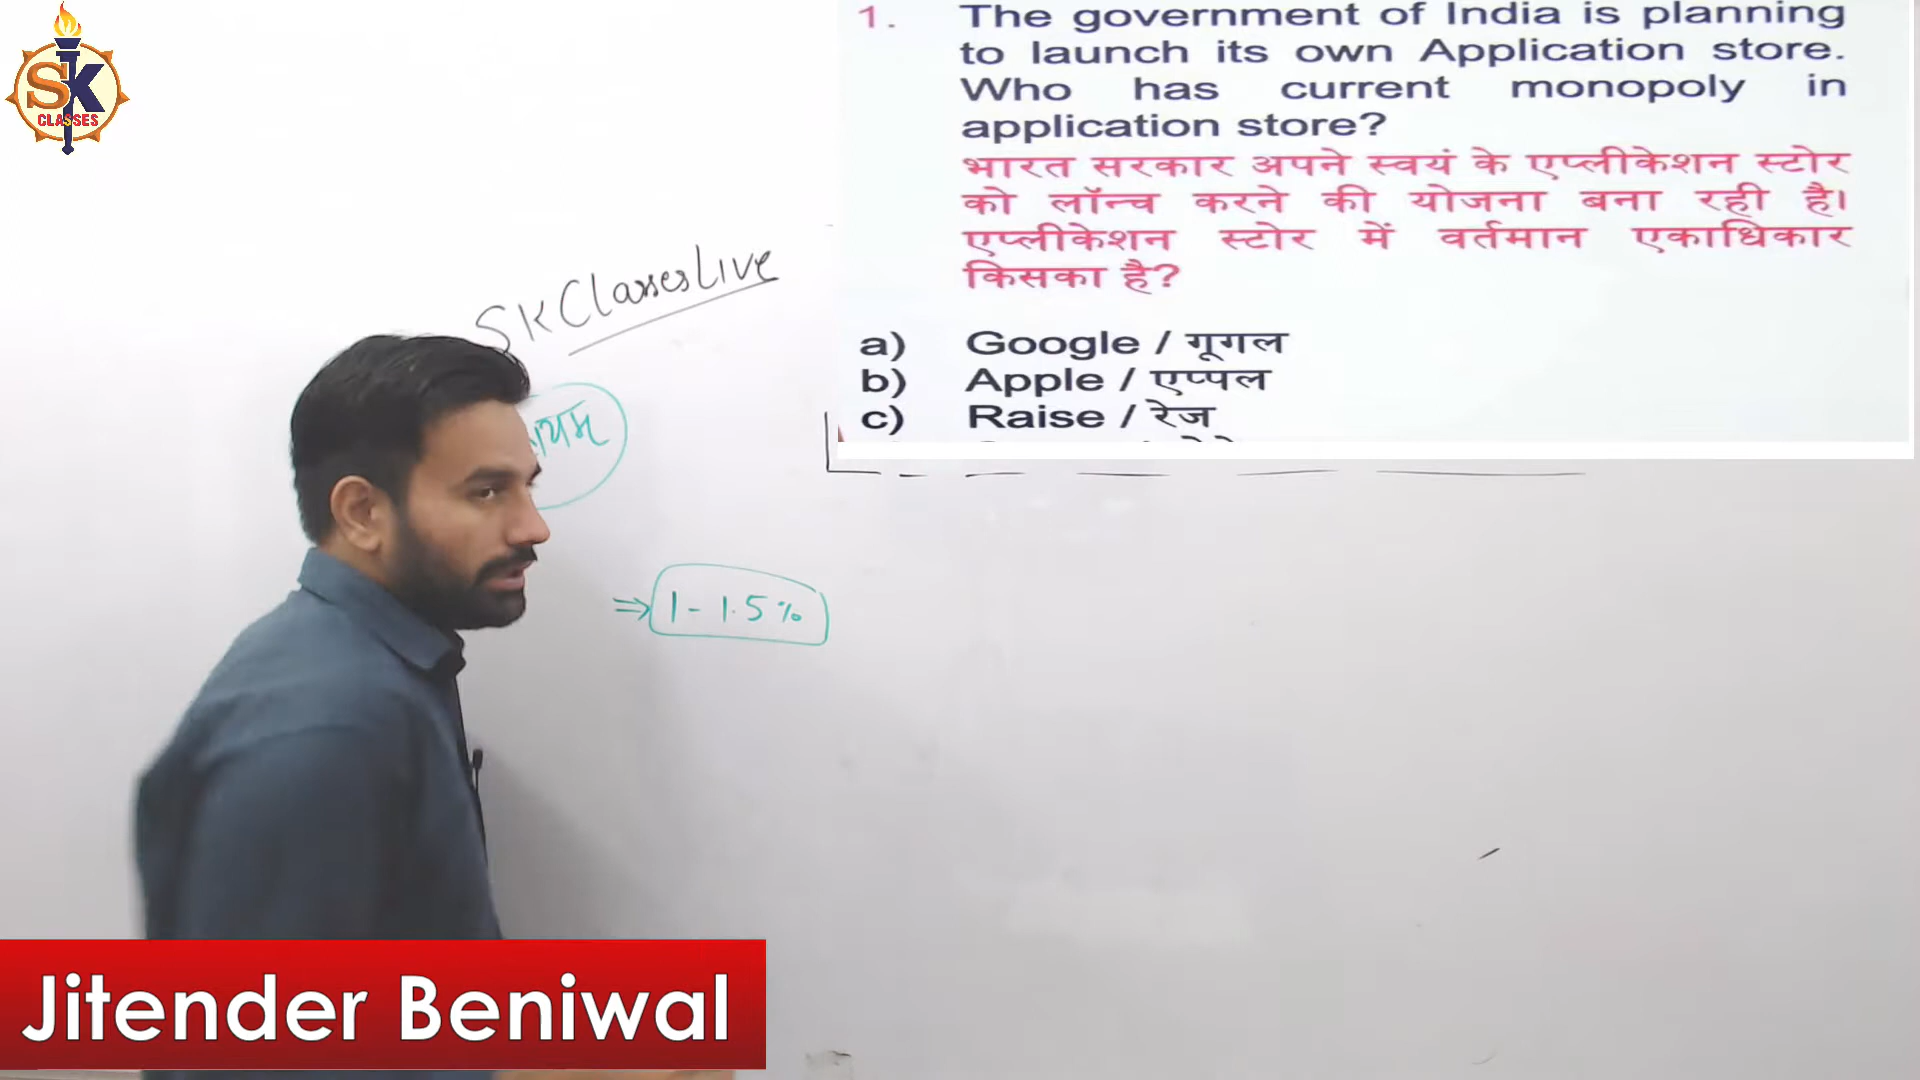 SK
CLASSES
1. The government of India is planning
to launch its own Application store.
Who has current monopoly in
application store?
भारत सरकार अपने स्वयं के एप्लीकेशन स्टोर
को लॉन्च करने की योजना बना रही है।
एप्लीकेशन स्टोर में वर्तमान एकाधिकार
किसका है?
a) Google / गूगल
b) Apple / एप्पल
c) Raise / रेज
SK Classes Live
1-1.5%
Jitender Beniwal